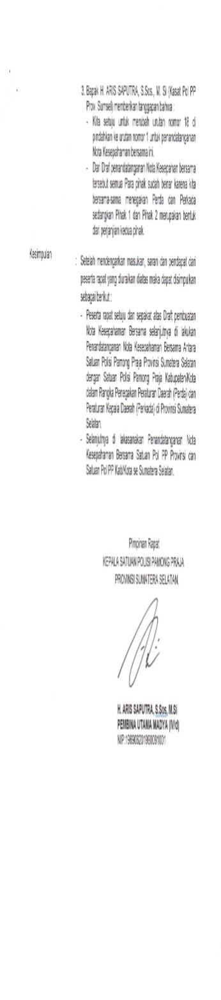 3. Bapak H. ARIS SAPUTRA, S.Sos., M. Si (Kasat Pol PP
Prov. Sumsel) memberikan tanggapan bahwa :
- Kita setuju untuk merubah urutan nomor 18 di
pindahkan ke urutan nomor 1 untuk penandatanganan
Nota Kesepahaman bersama ini.
- Dari Draf penandatanganan Nota Kesepahan bersama
tersebut semua Para pihak sudah benar karena kita
bersama-sama menegakan Perda dan Perkada
sedangkan Pihak 1 dan Pihak 2 merupakan bentuk
dari perjanjian kedua pihak.
Kesimpulan : Setelah mendengarkan masukan, saran dan pendapat dari
peserta rapat yang diuraikan diatas maka dapat disimpulkan
sebagai berikut :
- Peserta rapat setuju dan sepakat atas Draft pembuatan
Nota Kesepahaman Bersama selanjutnya di lakukan
Penandatanganan Nota Kesepahaman Bersama Antara
Satuan Polisi Pamong Praja Provinsi Sumatera Selatan
dengan Satuan Polisi Pamong Praja Kabupaten/Kota
dalam Rangka Penegakan Peraturan Daerah (Perda) dan
Peraturan Kepala Daerah (Perkada) di Provinsi Sumatera
Selatan.
- Selanjutnya di lakasanakan Penandatanganan Nota
Kesepahaman Bersama Satuan Pol PP Provinsi dan
Satuan Pol PP Kab/Kota se Sumatera Selatan.
Pimpinan Rapat
KEPALA SATUAN POLISI PAMONG PRAJA
PROVINSI SUMATERA SELATAN,
H. ARIS SAPUTRA, S.Sos, M.Si
PEMBINA UTAMA MADYA (IV/d)
NIP.196908201990091001